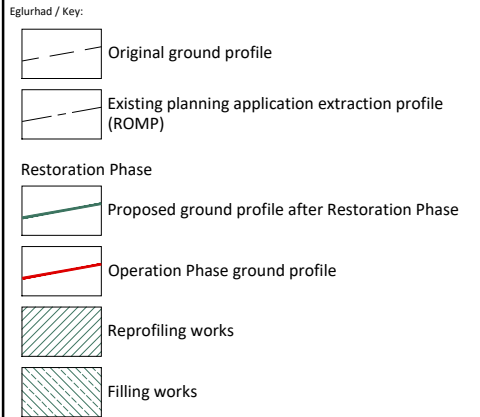 Eglurhad / Key:
Original ground profile
Existing planning application extraction profile
(ROMP)
Restoration Phase
Proposed ground profile after Restoration Phase
Operation Phase ground profile
Reprofiling works
Filling works